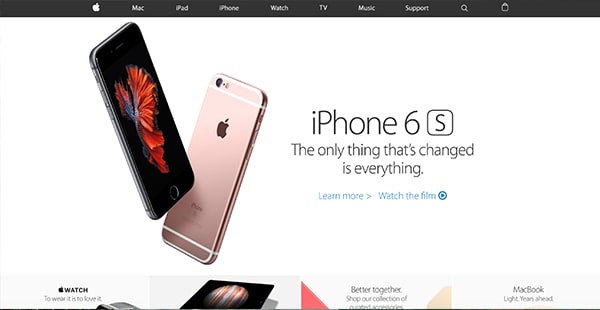 Mac iPad iPhone Watch TV Music Support
iPhone 6 S
The only thing that's changed
is everything.
Learn more > Watch the film
WATCH
To wear it is to love it.
Better together.
Shop our collection of
curated accessories.
MacBook
Light. Years ahead.